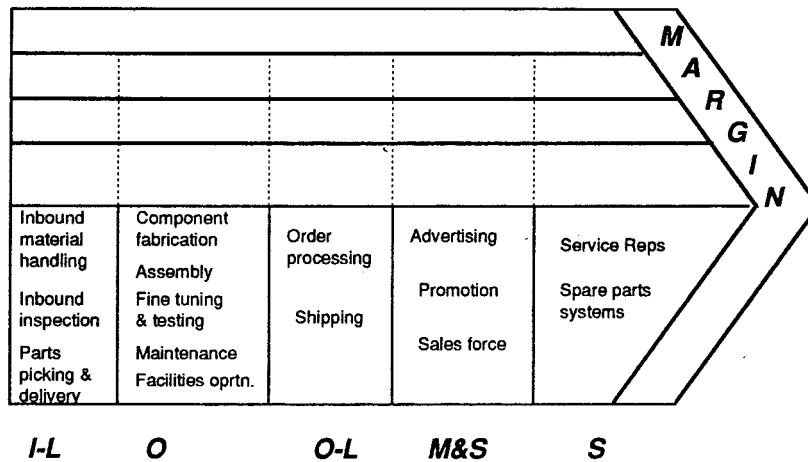 MARGIN
Inbound
material
handling
Inbound
inspection
Parts
picking &
delivery
Component
fabrication
Assembly
Fine tuning
& testing
Maintenance
Facilities oprtn.
Order
processing
Shipping
Advertising
Promotion
Sales force
Service Reps
Spare parts
systems
I-L
O
O-L
M&S
S